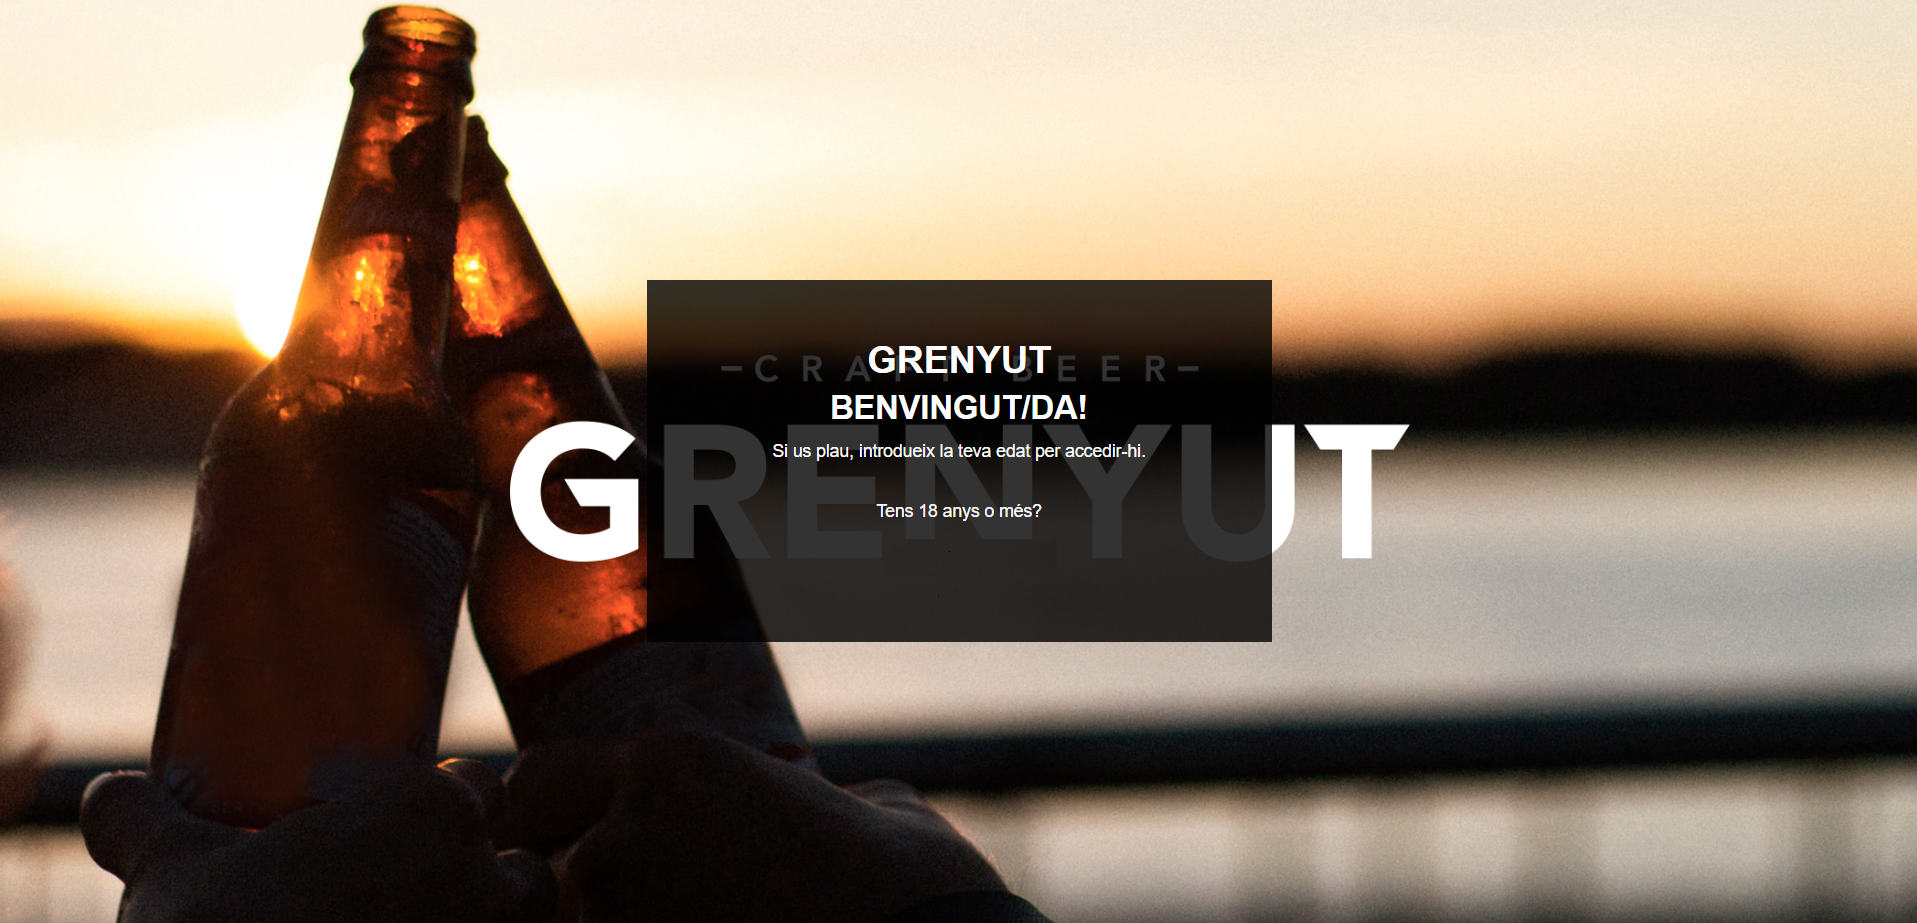 GRENYUT
BENVINGUT/DA!
Si us plau, introdueix la teva edat per accedir-hi.
Tens 18 anys o més?
–CRAFT BEER–
GRENYUT